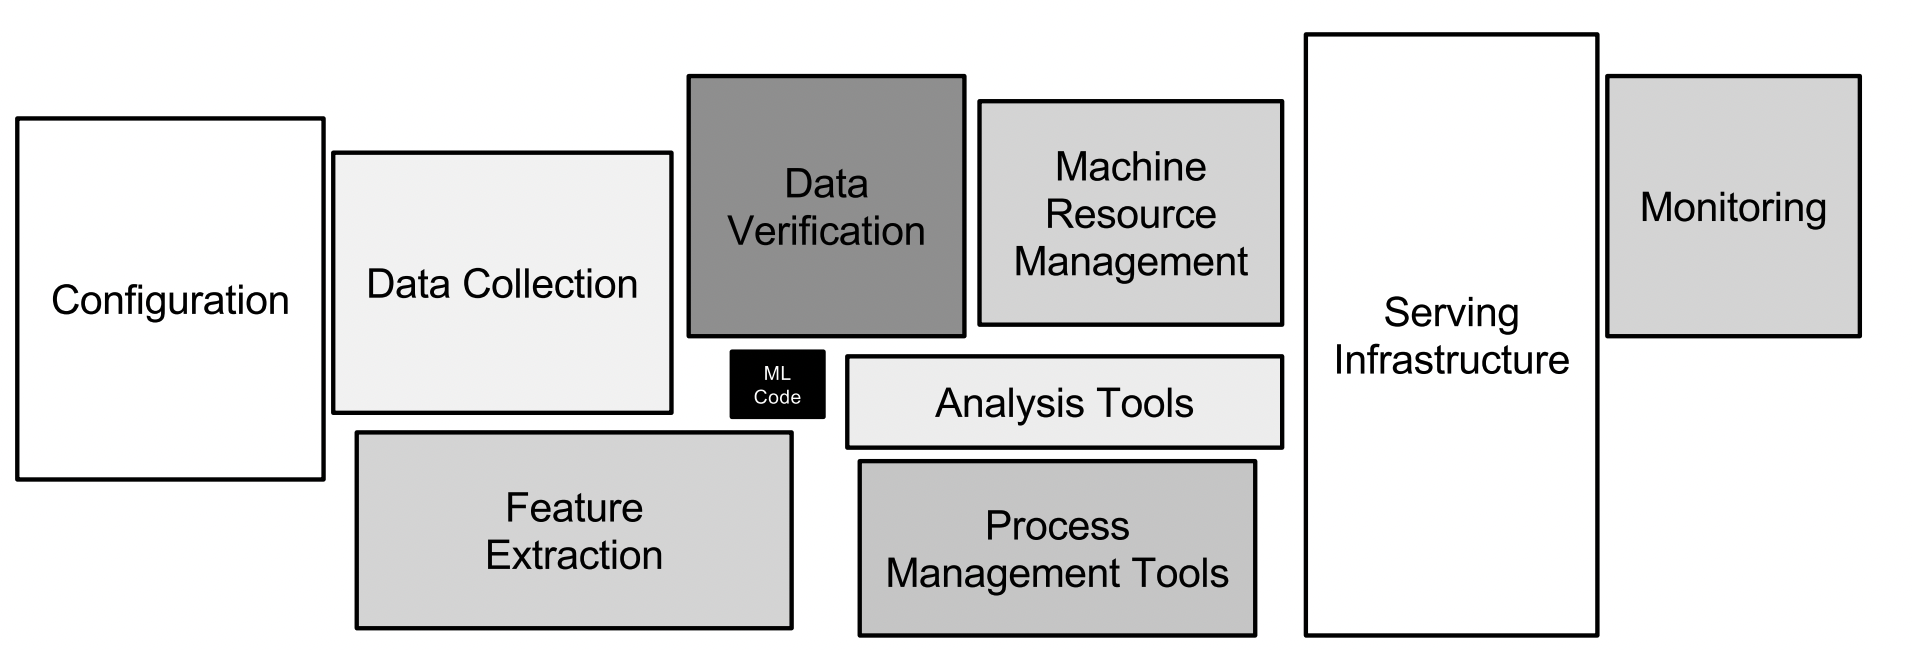 Configuration
Data Collection
Data
Verification
Machine
Resource
Management
Monitoring
Serving
Infrastructure
ML
Code
Analysis Tools
Feature
Extraction
Process
Management Tools